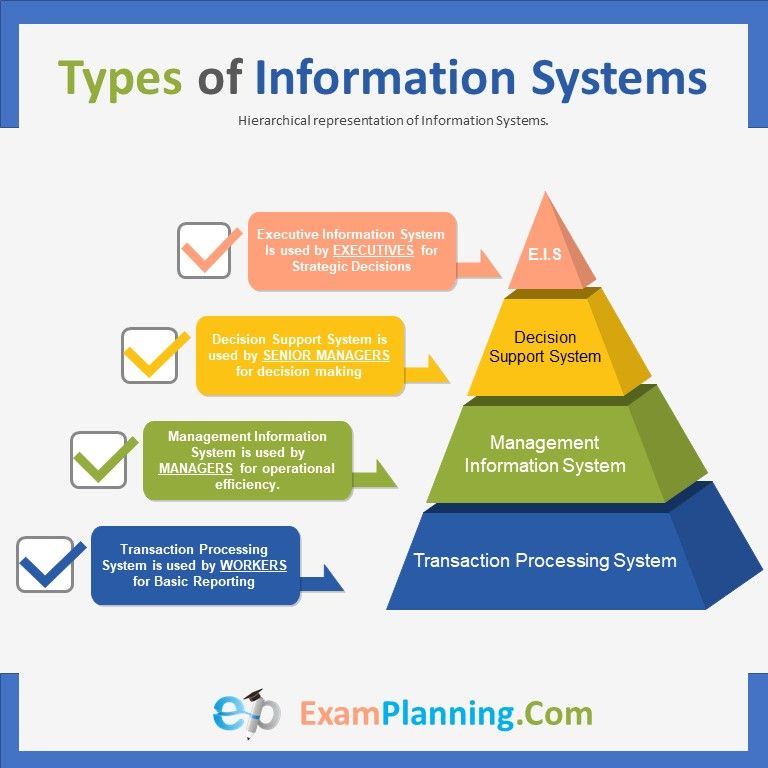 Types of Information Systems
Hierarchical representation of Information Systems.
Executive Information System
Is used by EXECUTIVES for
Strategic Decisions
E.I.S
Decision Support System is
used by SENIOR MANAGERS
for decision making
Decision
Support System
Management Information
System is used by
MANAGERS for operational
efficiency.
Management
Information System
Transaction Processing
System is used by WORKERS
for Basic Reporting
Transaction Processing System
ep ExamPlanning.Com